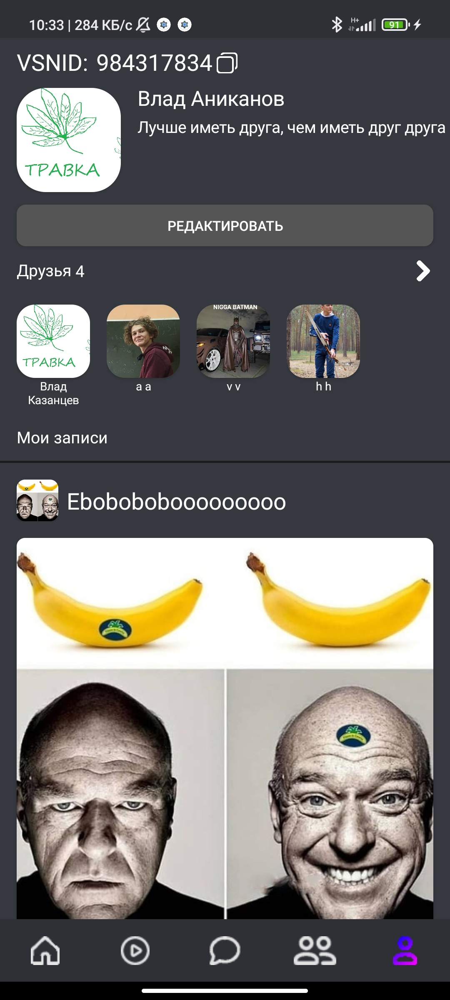 10:33 | 284 КБ/с
H+
91
VSNID: 984317834
Влад Аниканов
Лучше иметь друга, чем иметь друг друга
ТРАВКА
РЕДАКТИРОВАТЬ
Друзья 4
ТРАВКА
NIGGA BATMAN
Влад
Казанцев
a a
v v
h h
Мои записи
Ebobobobooooooooo